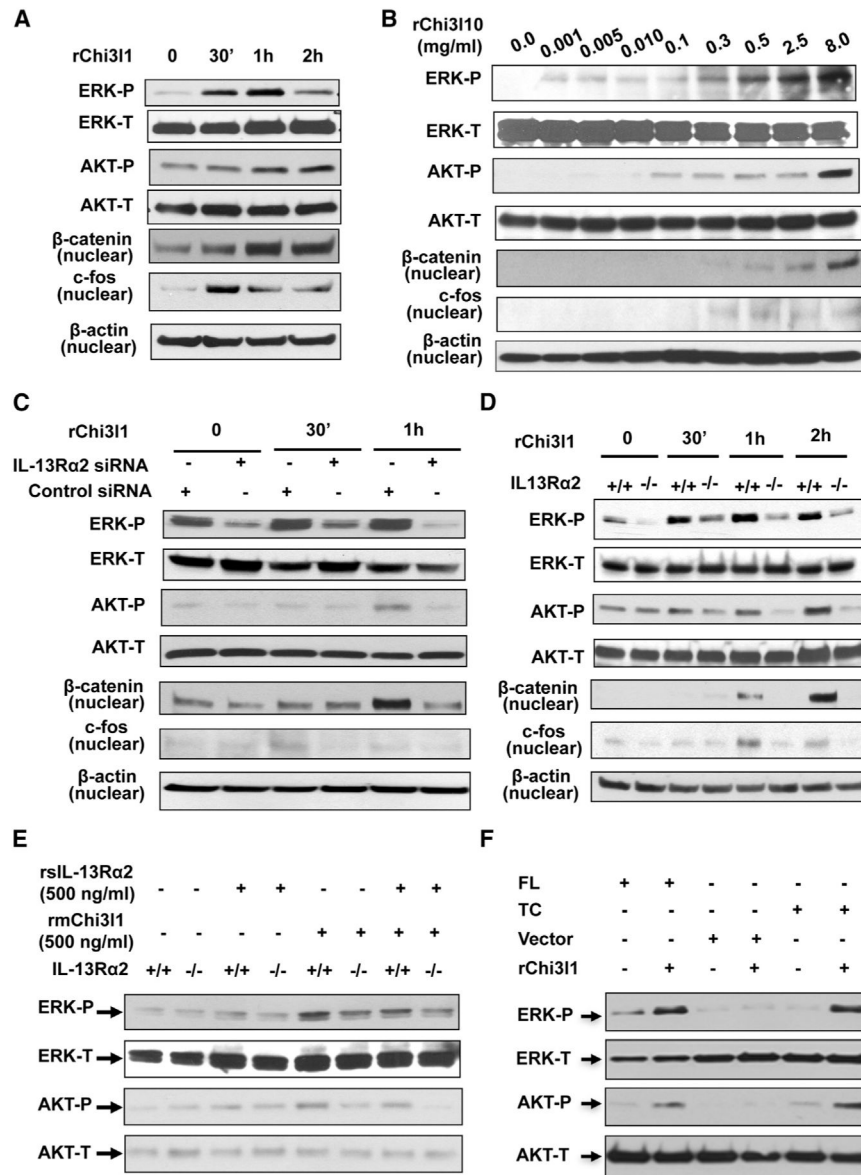 A
rChi3l1 0 30' 1h 2h
ERK-P
ERK-T
AKT-P
AKT-T
β-catenin
(nuclear)
c-fos
(nuclear)
β-actin
(nuclear)
B
rChi3l10
(mg/ml) 0.0 0.001 0.005 0.010 0.1 0.3 0.5 2.5 8.0
ERK-P
ERK-T
AKT-P
AKT-T
β-catenin
(nuclear)
c-fos
(nuclear)
β-actin
(nuclear)
C
rChi3l1 0 30' 1h
IL-13Rα2 siRNA - + - + - +
Control siRNA + - + - + -
ERK-P
ERK-T
AKT-P
AKT-T
β-catenin
(nuclear)
c-fos
(nuclear)
β-actin
(nuclear)
D
rChi3l1 0 30' 1h 2h
IL13Rα2 +/+ -/- +/+ -/- +/+ -/- +/+ -/-
ERK-P
ERK-T
AKT-P
AKT-T
β-catenin
(nuclear)
c-fos
(nuclear)
β-actin
(nuclear)
E
rsIL-13Rα2
(500 ng/ml) - - + + - - + +
rmChi3l1
(500 ng/ml) - - - - + + + +
IL-13Rα2 +/+ -/- +/+ -/- +/+ -/- +/+ -/-
ERK-P
ERK-T
AKT-P
AKT-T
F
FL + + - - - -
TC - - - - + +
Vector - - + + - -
rChi3l1 - + - + - +
ERK-P
ERK-T
AKT-P
AKT-T